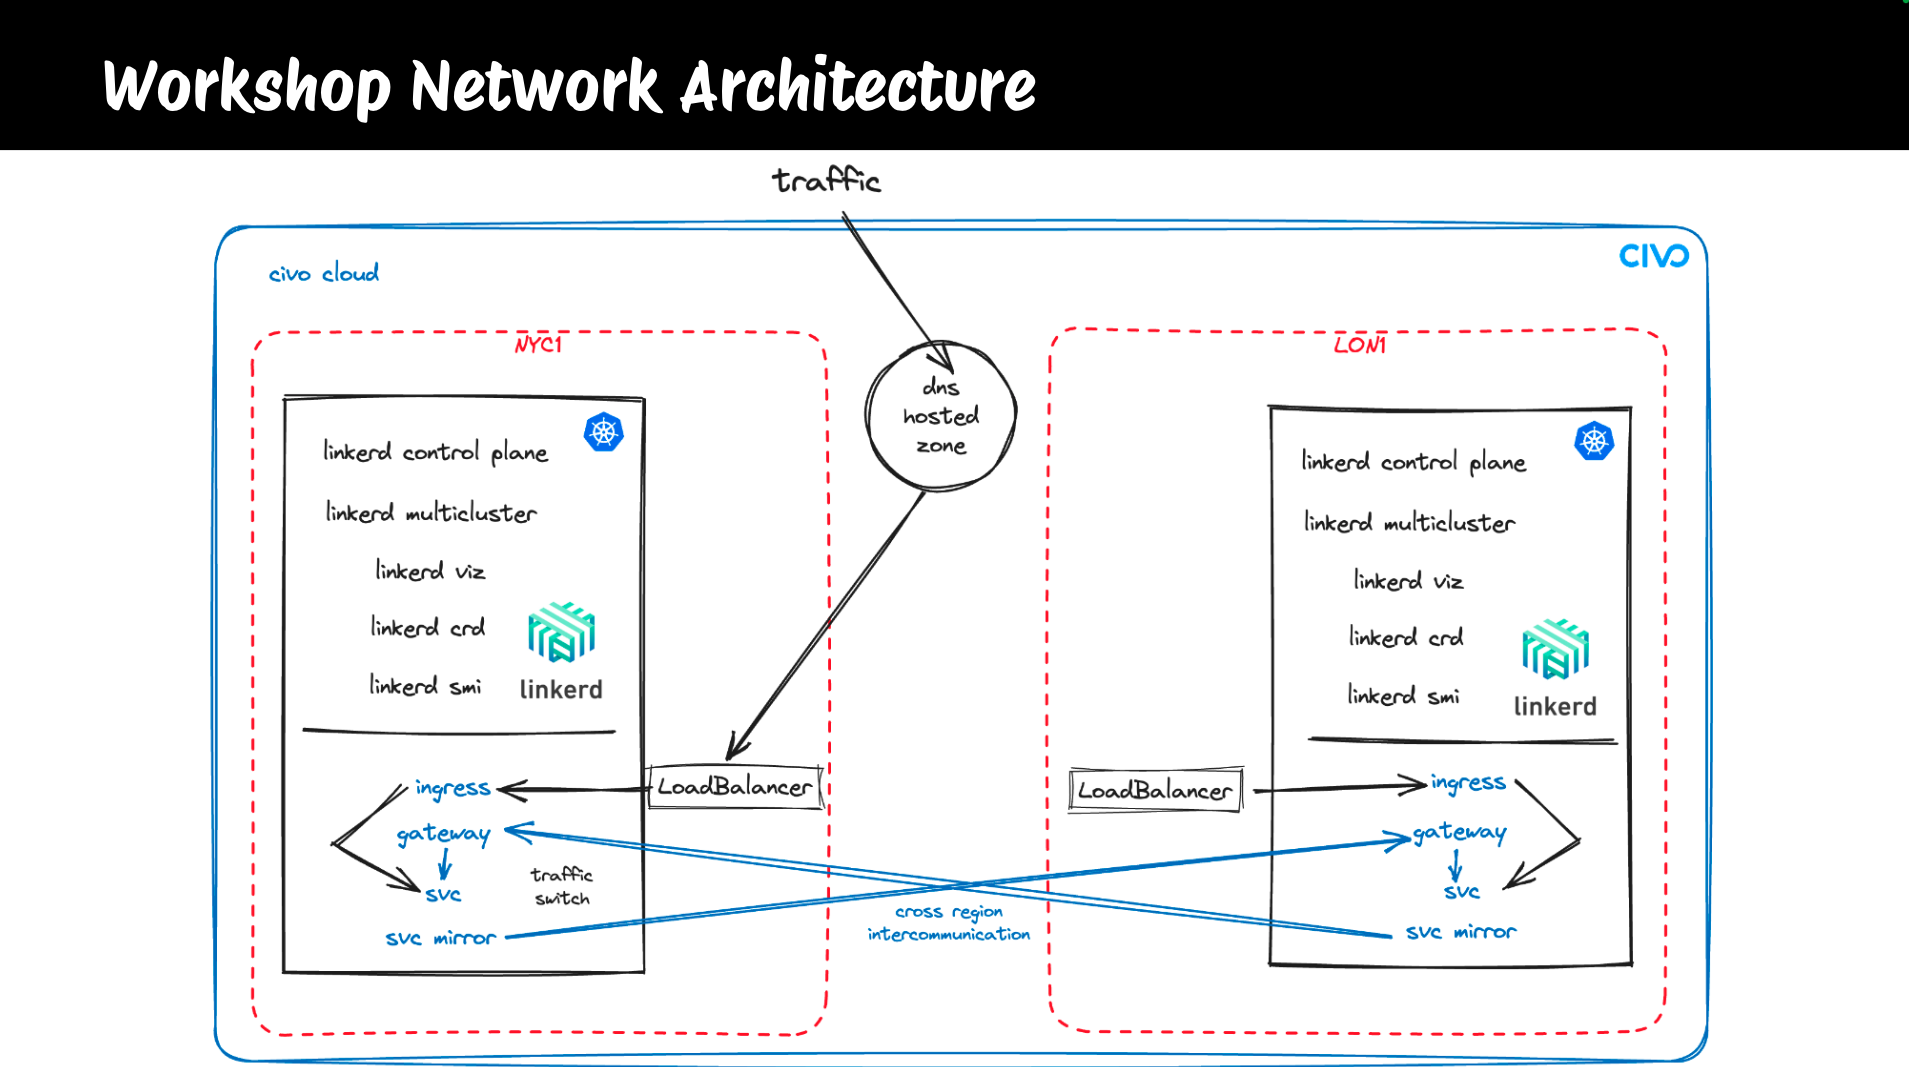 Workshop Network Architecture
traffic
civo cloud
CIVO
NYC1
linkerd control plane
linkerd multicluster
linkerd viz
linkerd crd
linkerd smi
linkerd
ingress
gateway
svc
traffic
switch
svc mirror
LoadBalancer
dns
hosted
zone
cross region
intercommunication
LON1
linkerd control plane
linkerd multicluster
linkerd viz
linkerd crd
linkerd smi
linkerd
LoadBalancer
ingress
gateway
svc
svc mirror